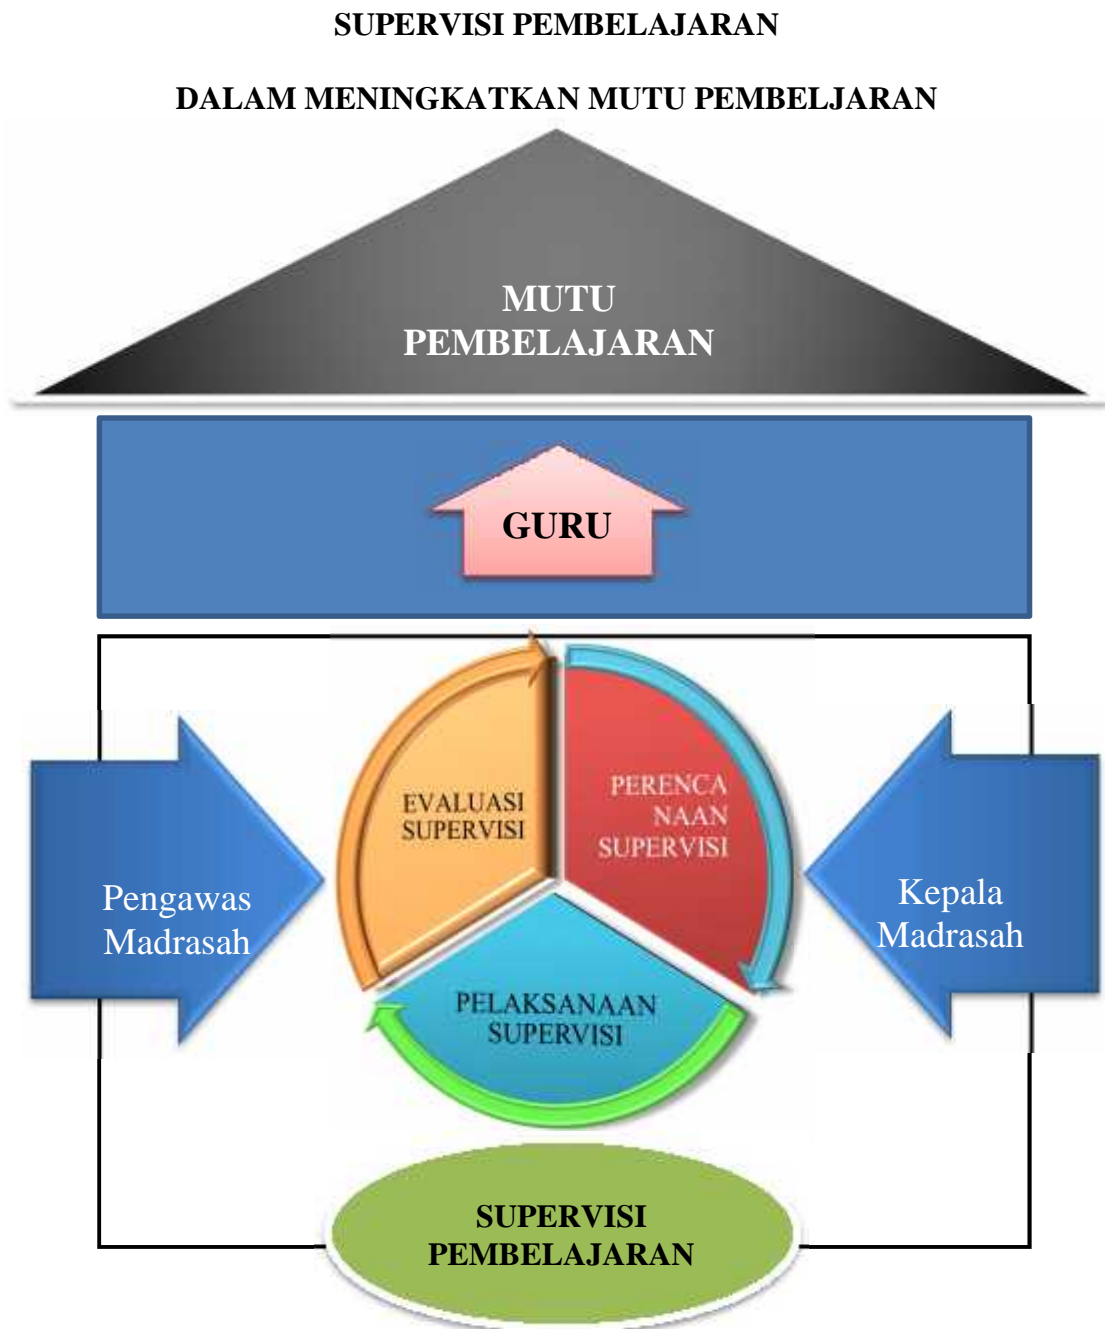 SUPERVISI PEMBELAJARAN
DALAM MENINGKATKAN MUTU PEMBELJARAN
MUTU
PEMBELAJARAN
GURU
EVALUASI
SUPERVISI
PERENCA
NAAN
SUPERVISI
Pengawas
Madrasah
Kepala
Madrasah
PELAKSANAAN
SUPERVISI
SUPERVISI
PEMBELAJARAN